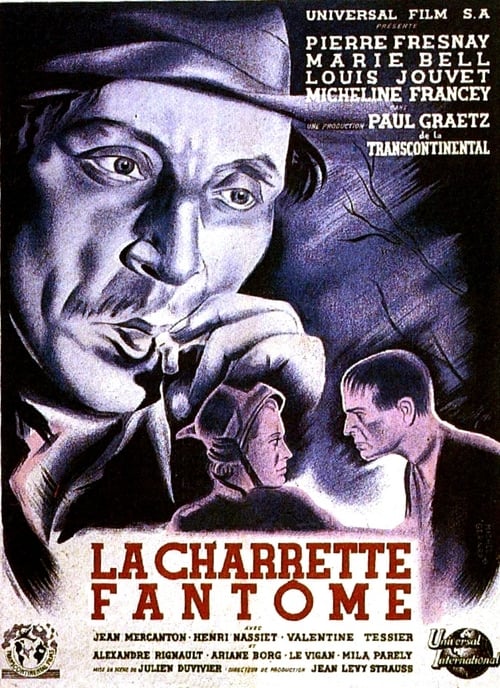 UNIVERSAL FILM S.A
PRÉSENTE
PIERRE FRESNAY
MARIE BELL
LOUIS JOUVET
MICHELINE FRANCEY
DANS
UNE PRODUCTION PAUL GRAETZ
de la
TRANSCONTINENTAL
LA CHARRETTE
FANTÔME
AVEC
JEAN MERCANTON · HENRI NASSIET · VALENTINE TESSIER
ET
ALEXANDRE RIGNAULT · ARIANE BORG · LE VIGAN · MILA PARELY
MISE EN SCÈNE DE JULIEN DUVIVIER · DIRECTEUR DE PRODUCTION JEAN LEVY STRAUSS
Universal
International